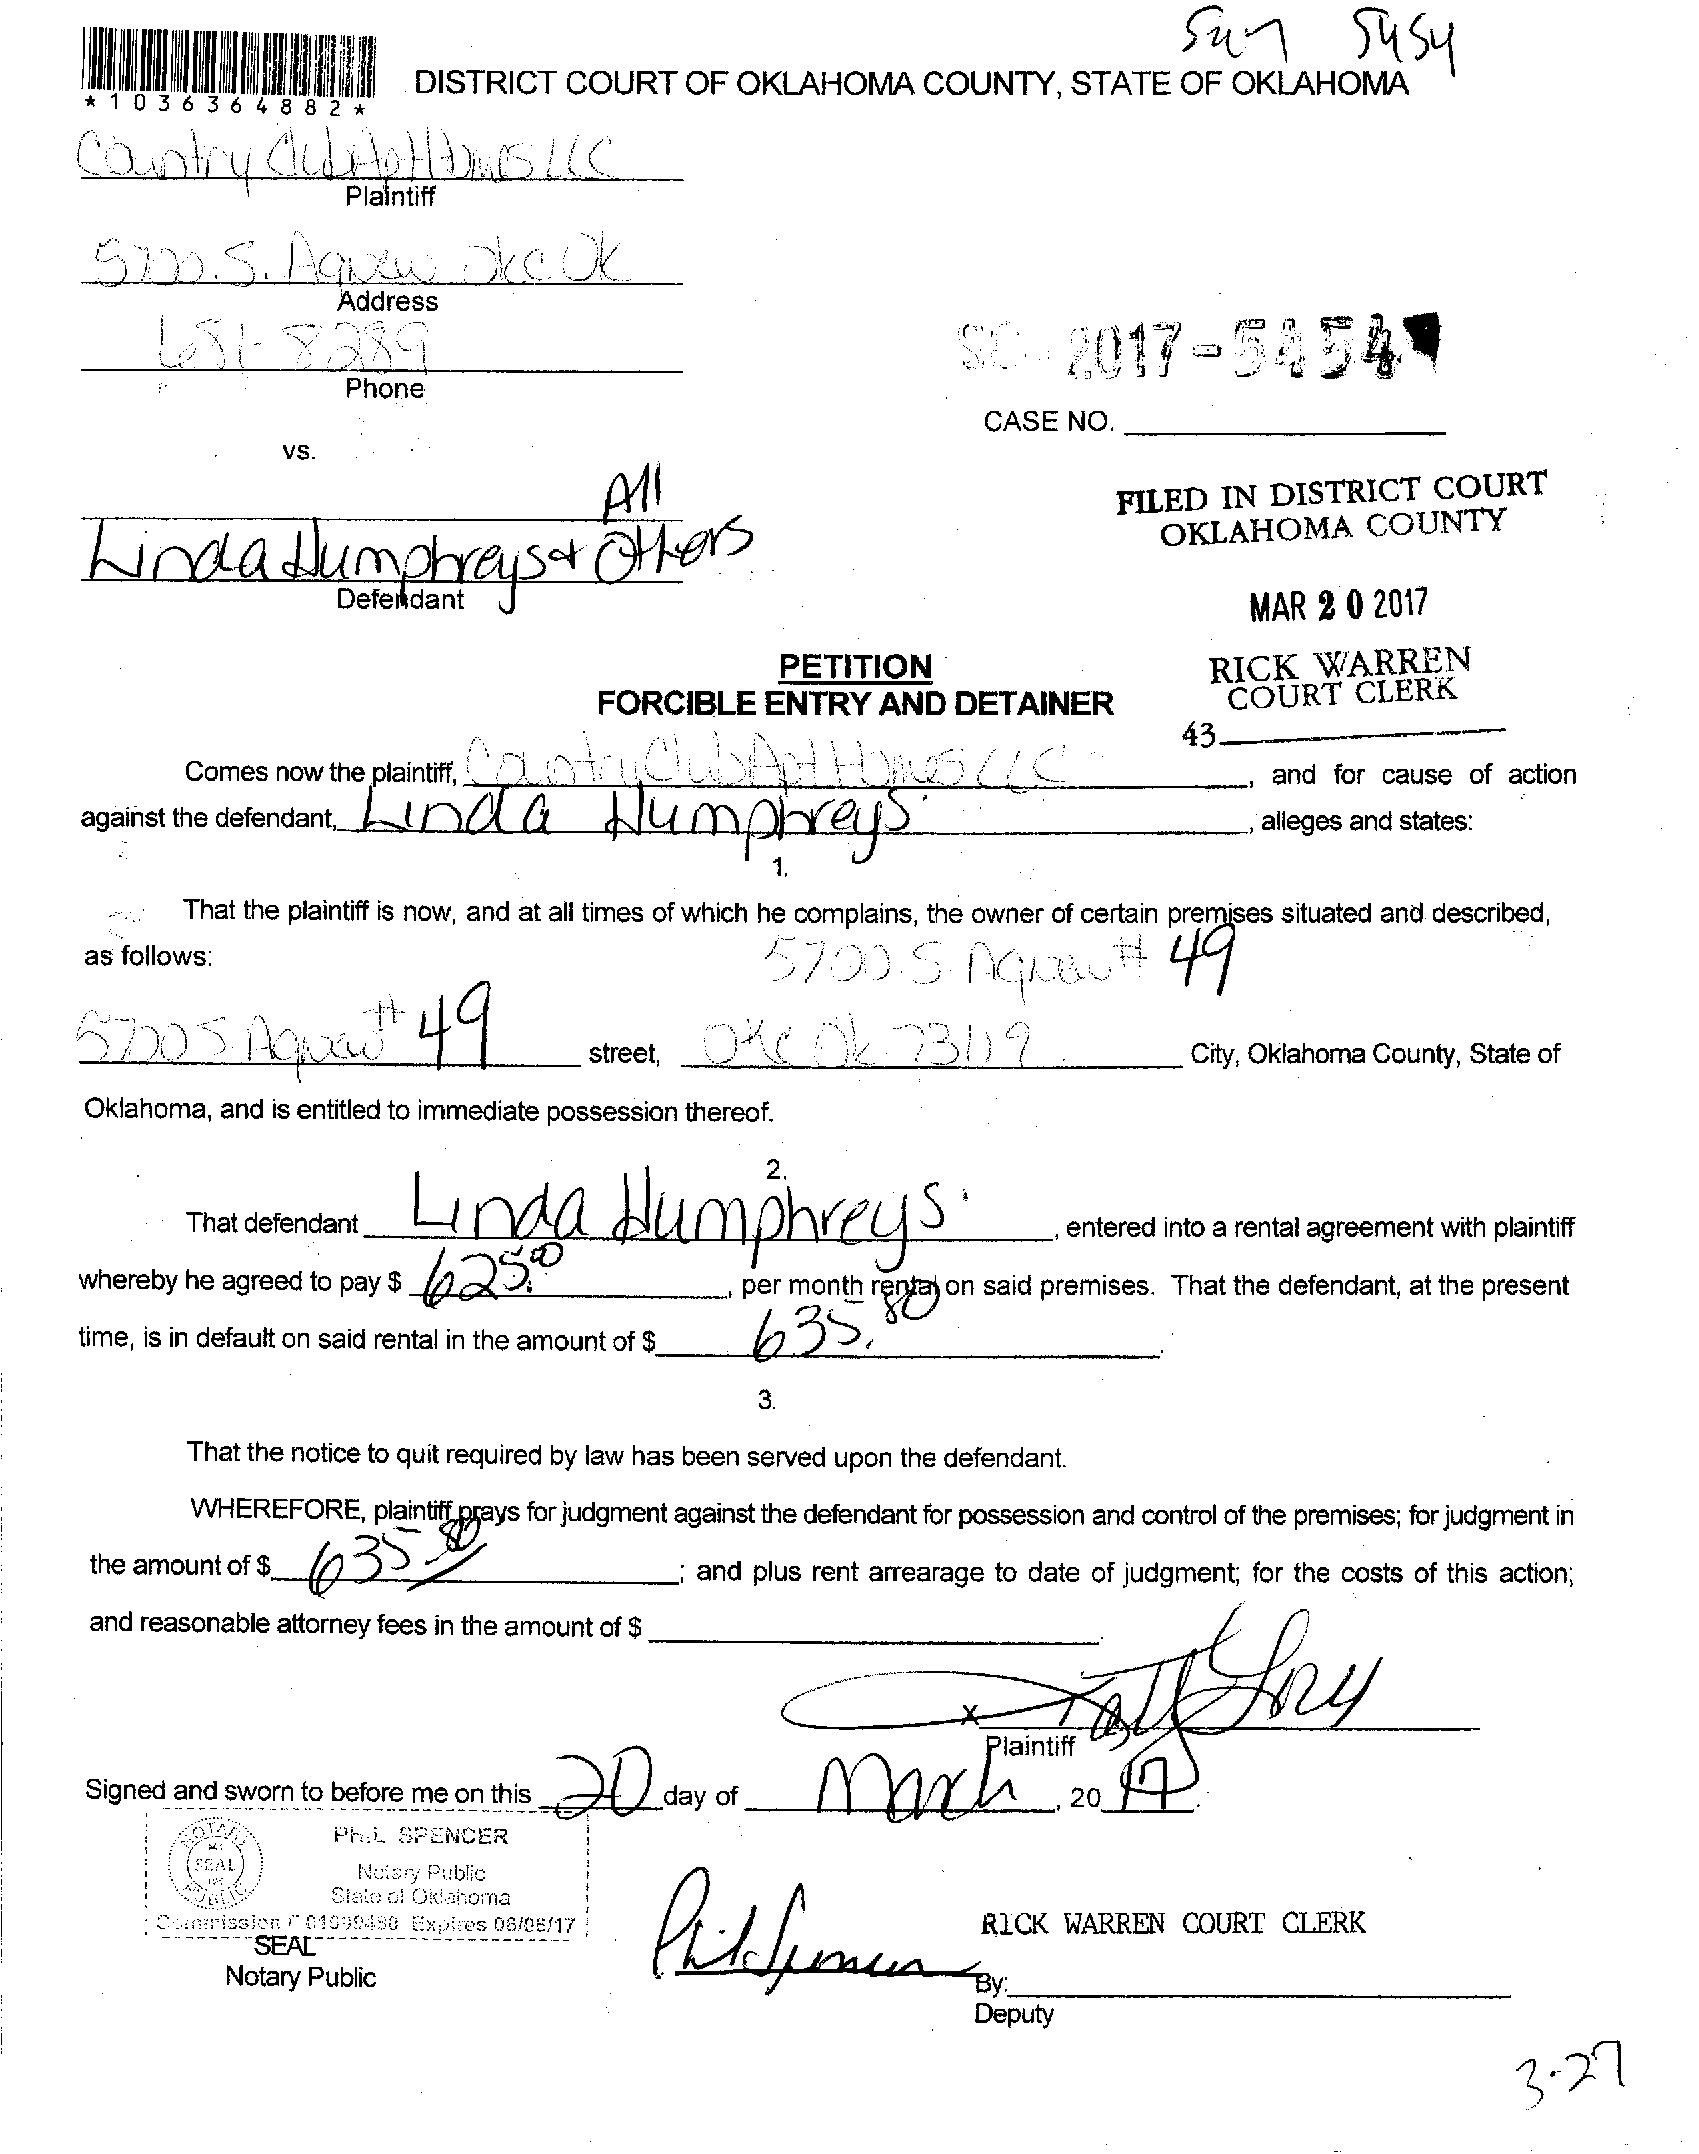 5454
*1036364882*
DISTRICT COURT OF OKLAHOMA COUNTY, STATE OF OKLAHOMA
Country Club Apt Homes LLC
Plaintiff
5700 S. Agnew OKC OK
Address
681-8289
Phone
SC-2017-5454
CASE NO.
vs.
All
Linda Humphreys & Others
Defendant
FILED IN DISTRICT COURT
OKLAHOMA COUNTY
MAR 20 2017
RICK WARREN
COURT CLERK
43
PETITION
FORCIBLE ENTRY AND DETAINER
Comes now the plaintiff, Country Club Apt Homes LLC, and for cause of action
against the defendant, Linda Humphreys, alleges and states:
1.
That the plaintiff is now, and at all times of which he complains, the owner of certain premises situated and described,
as follows: 5700 S Agnew # 49
5700 S Agnew # 49 street, OKC OK 73119 City, Oklahoma County, State of
Oklahoma, and is entitled to immediate possession thereof.
2.
That defendant Linda Humphreys, entered into a rental agreement with plaintiff
whereby he agreed to pay $ 625.00, per month rental on said premises. That the defendant, at the present
time, is in default on said rental in the amount of $ 635.80.
3.
That the notice to quit required by law has been served upon the defendant.
WHEREFORE, plaintiff prays for judgment against the defendant for possession and control of the premises; for judgment in
the amount of $ 635.80; and plus rent arrearage to date of judgment; for the costs of this action;
and reasonable attorney fees in the amount of $
X
Plaintiff
Signed and sworn to before me on this 20 day of March, 2017.
NOTARY
SEAL
PUBLIC
PHIL SPENCER
Notary Public
State of Oklahoma
Commission # 01099480 Expires 06/06/17
SEAL
Notary Public
Phil Spencer
RICK WARREN COURT CLERK
By:
Deputy
3-27